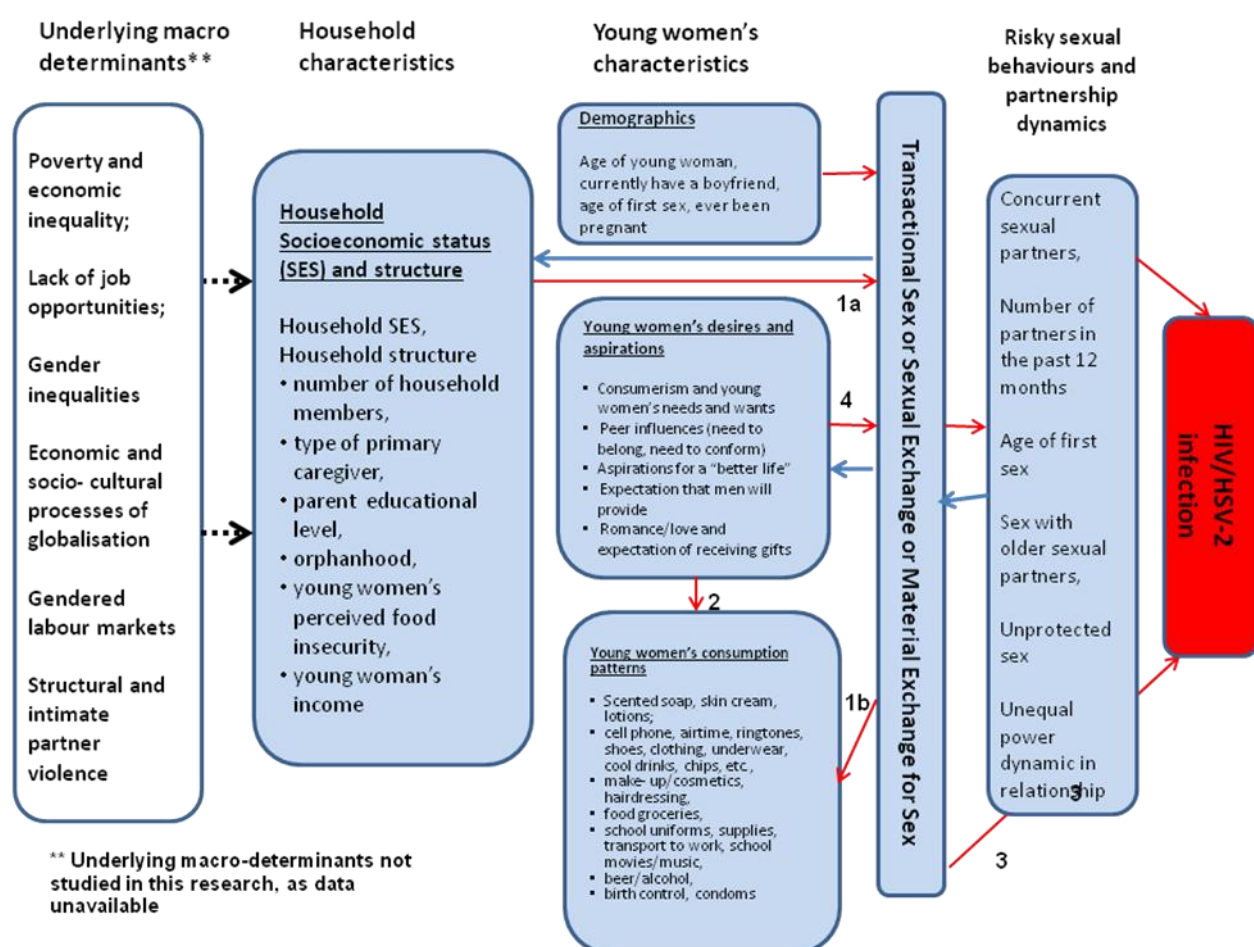 Underlying macro
determinants**
Household
characteristics
Young women's
characteristics
Risky sexual
behaviours and
partnership
dynamics
Poverty and
economic
inequality;
Lack of job
opportunities;
Gender
inequalities
Economic and
socio- cultural
processes of
globalisation
Gendered
labour markets
Structural and
intimate
partner
violence
** Underlying macro-determinants not
studied in this research, as data
unavailable
Household
Socioeconomic status
(SES) and structure
Household SES,
Household structure
• number of household
members,
• type of primary
caregiver,
• parent educational
level,
• orphanhood,
• young women's
perceived food
insecurity,
• young woman's
income
Demographics
Age of young woman,
currently have a boyfriend,
age of first sex, ever been
pregnant
1a
Young women's desires and
aspirations
▪ Consumerism and young
women's needs and wants
▪ Peer influences (need to
belong, need to conform)
▪ Aspirations for a "better life"
▪ Expectation that men will
provide
▪ Romance/love and
expectation of receiving gifts
4
2
Young women's consumption
patterns
▪ Scented soap, skin cream,
lotions;
▪ cell phone, airtime, ringtones,
shoes, clothing, underwear,
cool drinks, chips, etc.,
▪ make- up/cosmetics,
hairdressing,
▪ food groceries,
▪ school uniforms, supplies,
transport to work, school
movies/music,
▪ beer/alcohol,
▪ birth control, condoms
1b
Transactional Sex or Sexual Exchange or Material Exchange for Sex
Concurrent
sexual
partners,
Number of
partners in
the past 12
months
Age of first
sex
Sex with
older sexual
partners,
Unprotected
sex
Unequal
power
dynamic in
relationship
3
3
HIV/HSV-2
infection